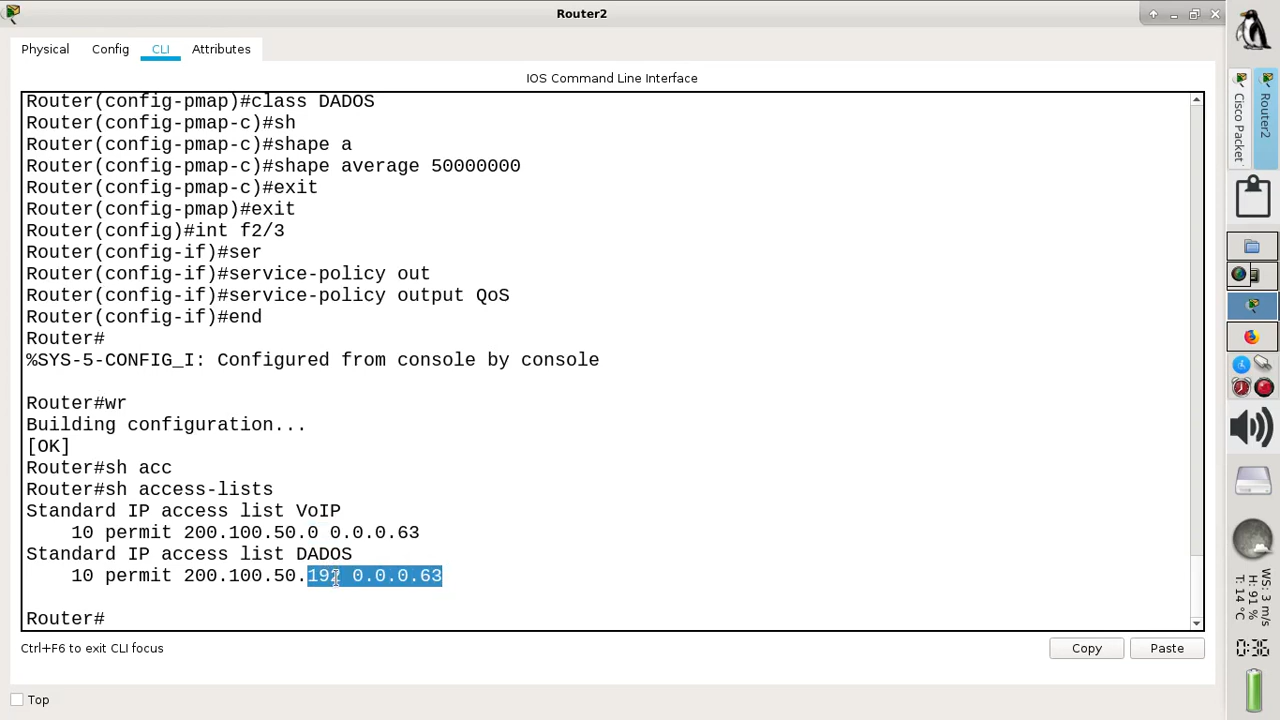 Router2
Physical Config CLI Attributes
IOS Command Line Interface
Router(config-pmap)#class DADOS
Router(config-pmap-c)#sh
Router(config-pmap-c)#shape a
Router(config-pmap-c)#shape average 50000000
Router(config-pmap-c)#exit
Router(config-pmap)#exit
Router(config)#int f2/3
Router(config-if)#ser
Router(config-if)#service-policy out
Router(config-if)#service-policy output QoS
Router(config-if)#end
Router#
%SYS-5-CONFIG_I: Configured from console by console
Router#wr
Building configuration...
[OK]
Router#sh acc
Router#sh access-lists
Standard IP access list VoIP
10 permit 200.100.50.0 0.0.0.63
Standard IP access list DADOS
10 permit 200.100.50.192 0.0.0.63
Router#
Ctrl+F6 to exit CLI focus
Copy Paste
Top
Cisco Packet
Router2
WS: 3 m/s
H: 91 %
T: 14 °C
0:36